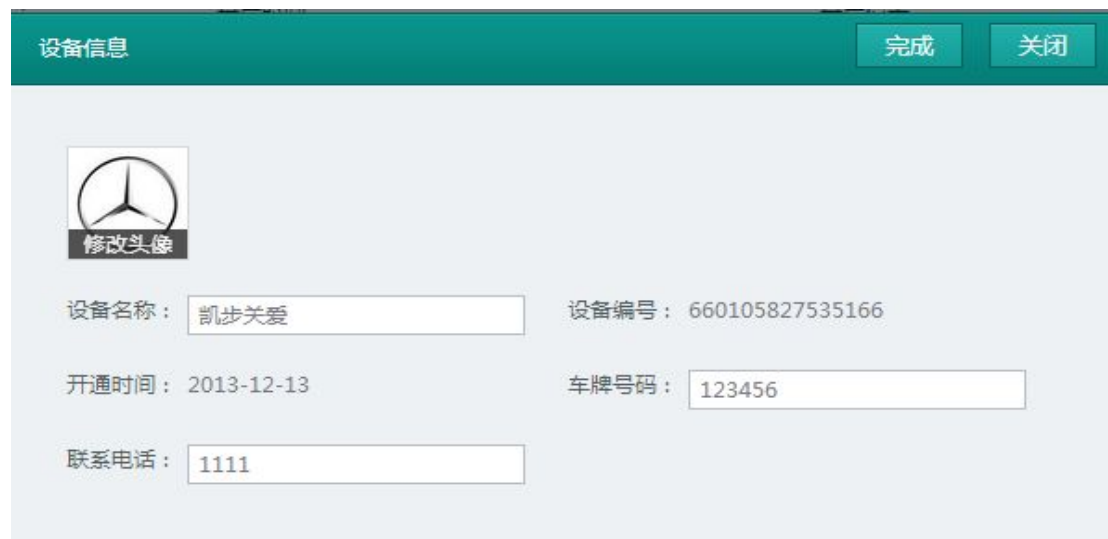 设备信息 完成 关闭
修改头像
设备名称： 凯步关爱 设备编号： 660105827535166
开通时间： 2013-12-13 车牌号码： 123456
联系电话： 1111